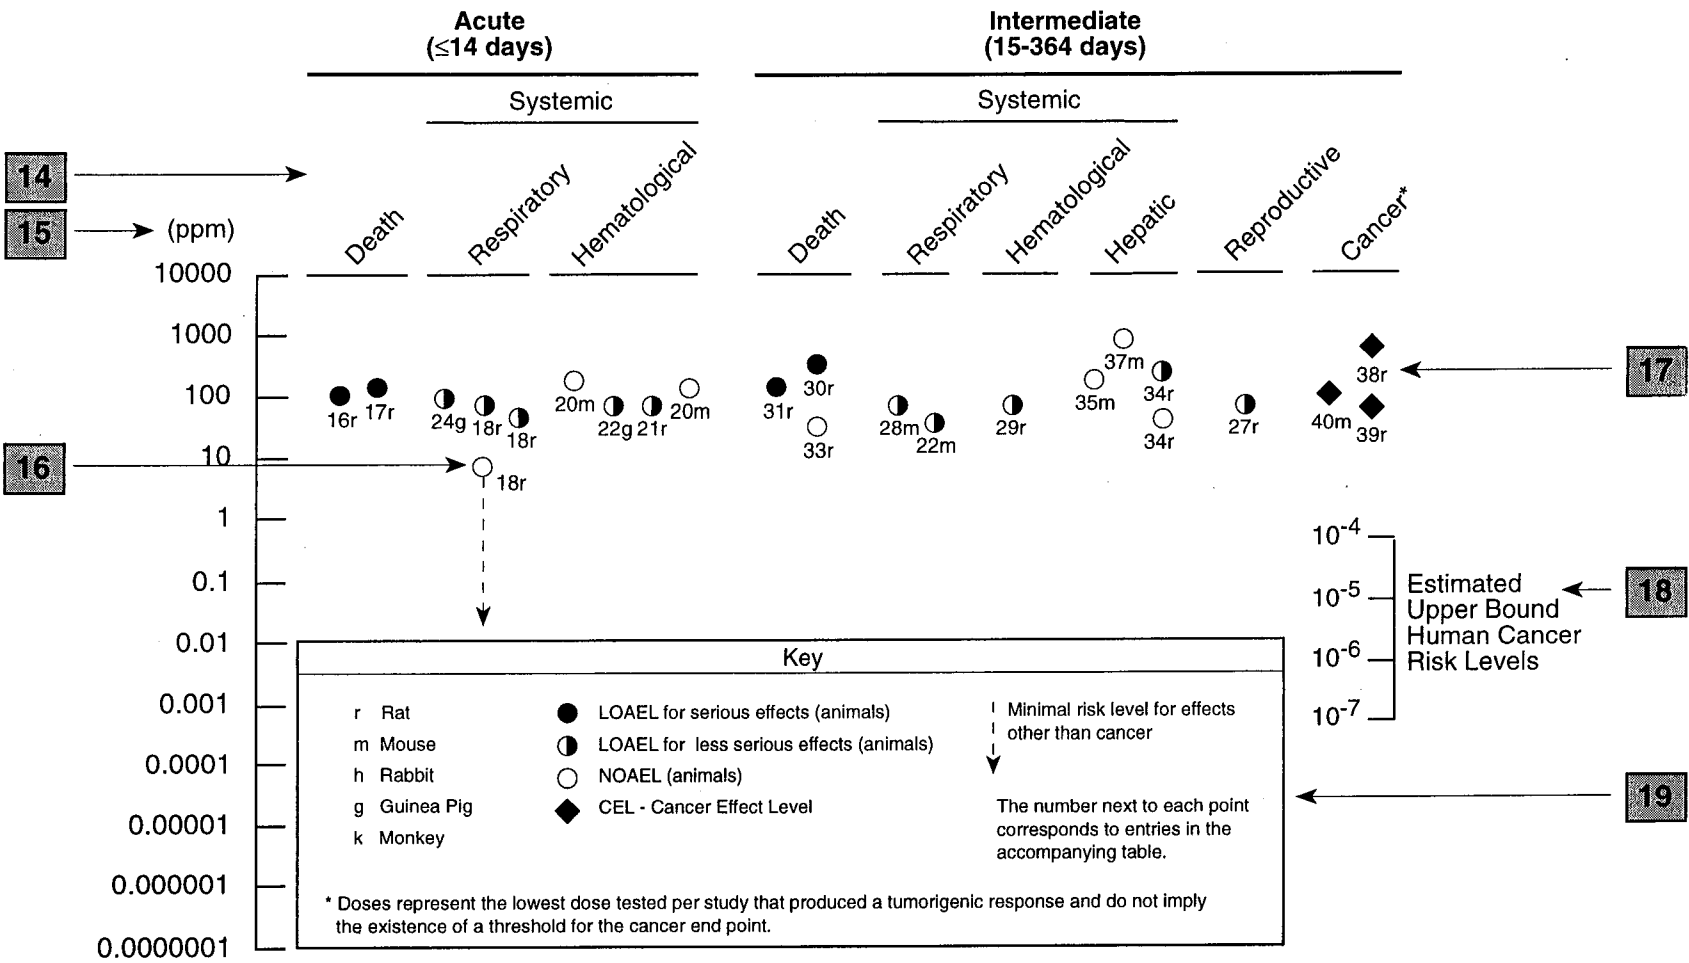 Acute
(≤14 days)
Intermediate
(15-364 days)
Systemic
Systemic
14
15
(ppm)
Death
Respiratory
Hematological
Death
Respiratory
Hematological
Hepatic
Reproductive
Cancer*
10000
1000
100
10
1
0.1
0.01
0.001
0.0001
0.00001
0.000001
0.0000001
16r
17r
24g
18r
18r
18r
20m
22g
21r
20m
31r
30r
33r
28m
22m
29r
35m
37m
34r
34r
27r
40m
38r
39r
16
17
10-4
10-5
10-6
10-7
Estimated
Upper Bound
Human Cancer
Risk Levels
18
19
Key
r Rat
m Mouse
h Rabbit
g Guinea Pig
k Monkey
LOAEL for serious effects (animals)
LOAEL for less serious effects (animals)
NOAEL (animals)
CEL - Cancer Effect Level
Minimal risk level for effects
other than cancer
The number next to each point
corresponds to entries in the
accompanying table.
* Doses represent the lowest dose tested per study that produced a tumorigenic response and do not imply
the existence of a threshold for the cancer end point.